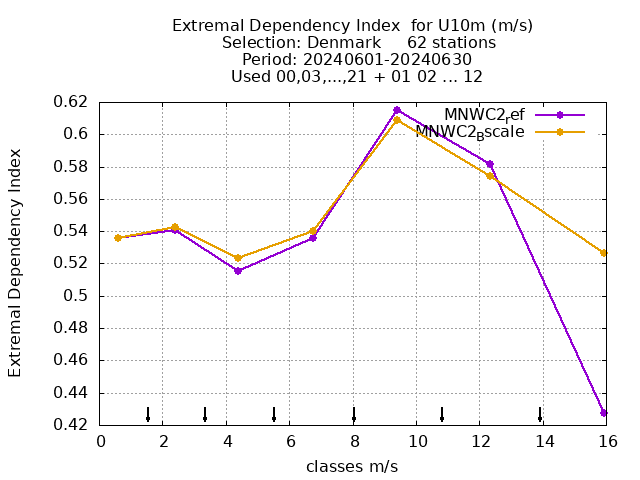 Extremal Dependency Index  for U10m (m/s)
Selection: Denmark     62 stations
Period: 20240601-20240630
Used 00,03,...,21 + 01 02 ... 12
MNWC2ref
MNWC2Bscale
0.62
0.6
0.58
0.56
0.54
0.52
0.5
0.48
0.46
0.44
0.42
Extremal Dependency Index
0 2 4 6 8 10 12 14 16
classes m/s